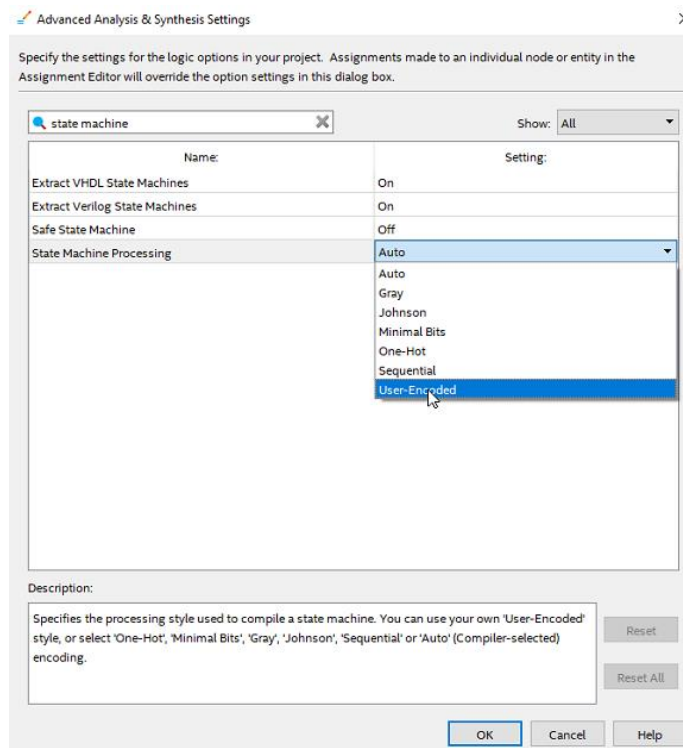 Advanced Analysis & Synthesis Settings
Specify the settings for the logic options in your project. Assignments made to an individual node or entity in the
Assignment Editor will override the option settings in this dialog box.
state machine
Show: All
Name: Setting:
Extract VHDL State Machines On
Extract Verilog State Machines On
Safe State Machine Off
State Machine Processing Auto
Auto
Gray
Johnson
Minimal Bits
One-Hot
Sequential
User-Encoded
Description:
Specifies the processing style used to compile a state machine. You can use your own 'User-Encoded'
style, or select 'One-Hot', 'Minimal Bits', 'Gray', 'Johnson', 'Sequential' or 'Auto' (Compiler-selected)
encoding.
Reset
Reset All
OK Cancel Help